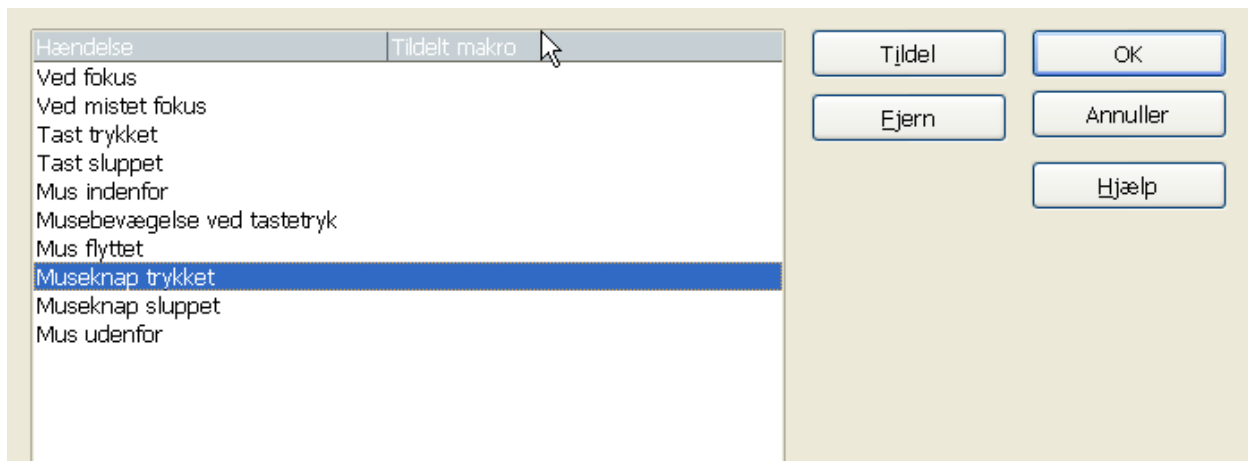 Hændelse Tildelt makro
Ved fokus
Ved mistet fokus
Tast trykket
Tast sluppet
Mus indenfor
Musebevægelse ved tastetryk
Mus flyttet
Museknap trykket
Museknap sluppet
Mus udenfor
Tildel
Fjern
OK
Annuller
Hjælp